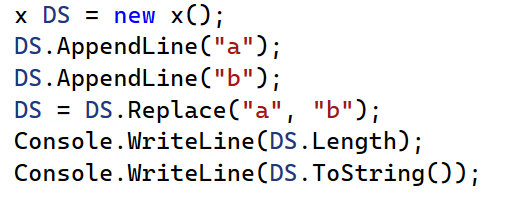 x DS = new x();
DS.AppendLine("a");
DS.AppendLine("b");
DS = DS.Replace("a", "b");
Console.WriteLine(DS.Length);
Console.WriteLine(DS.ToString());